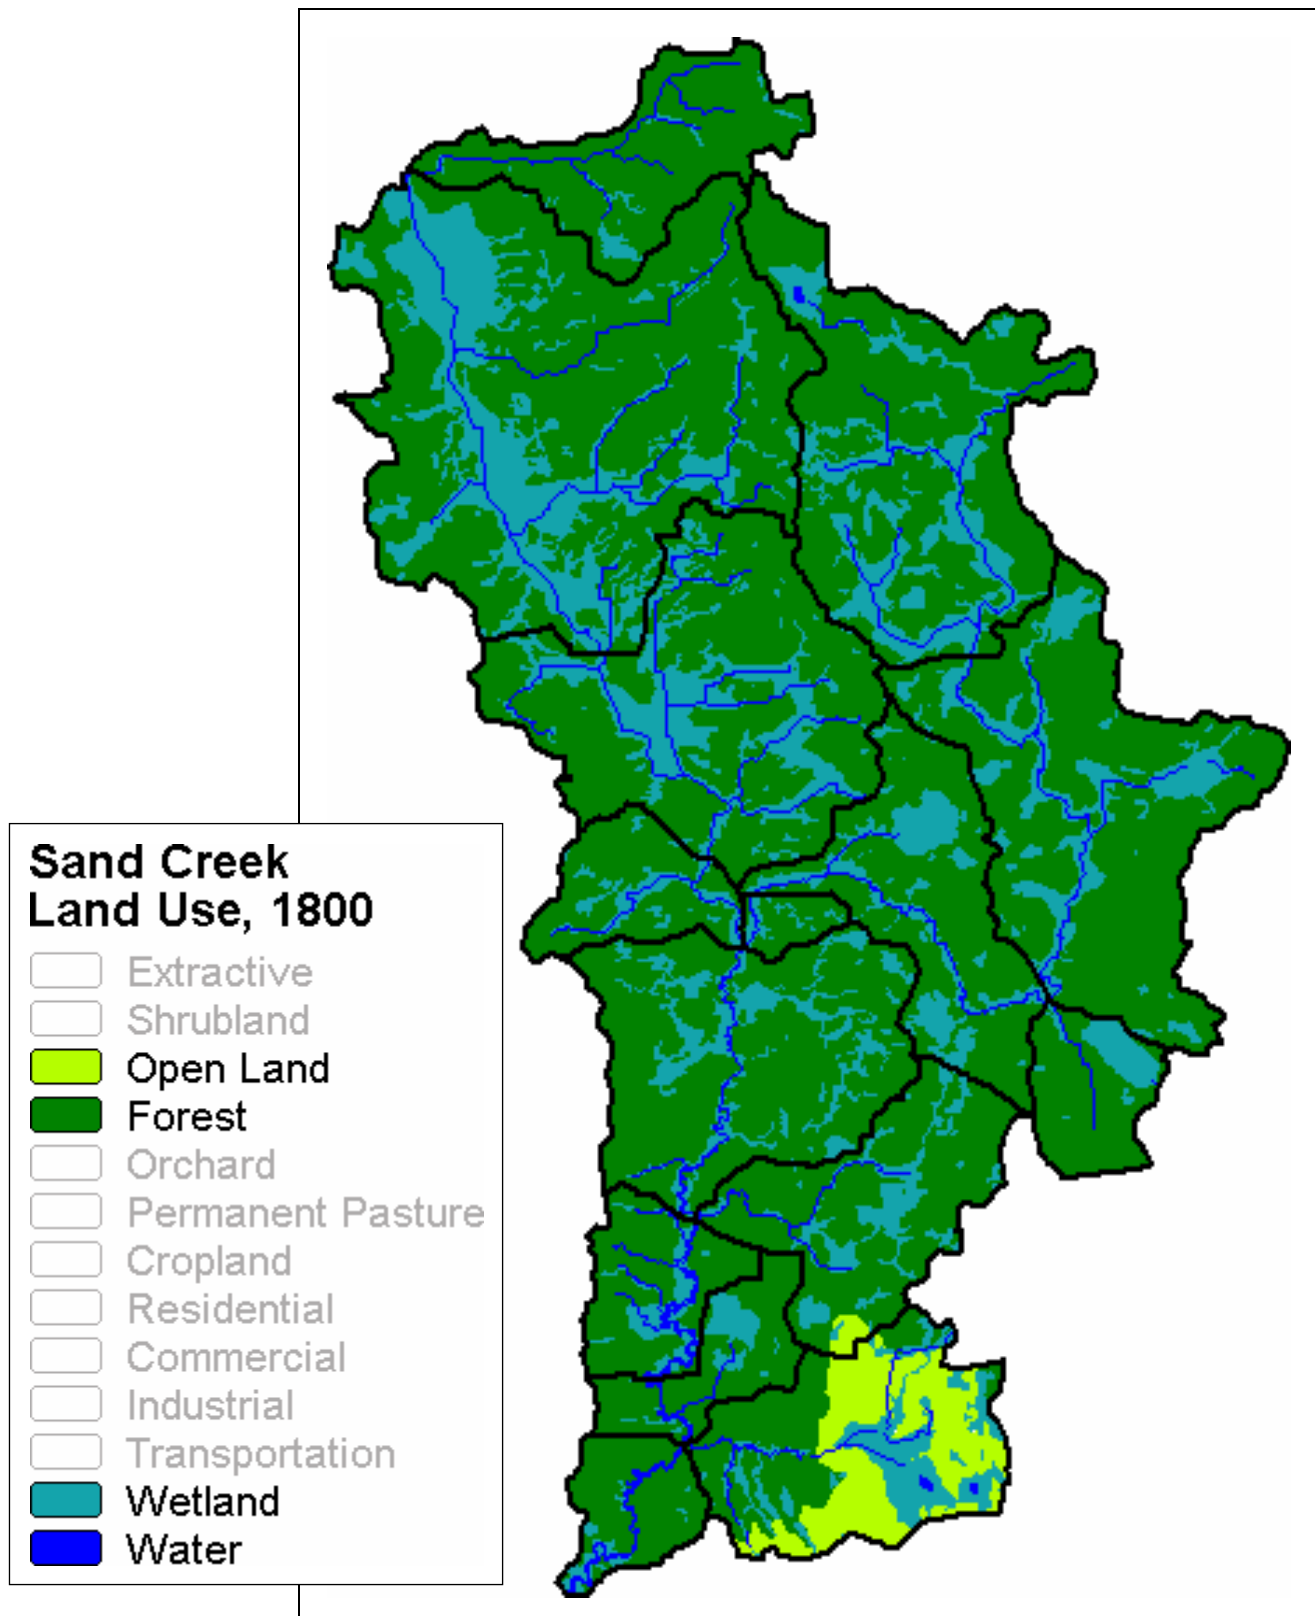 Sand Creek
Land Use, 1800
Extractive
Shrubland
Open Land
Forest
Orchard
Permanent Pasture
Cropland
Residential
Commercial
Industrial
Transportation
Wetland
Water